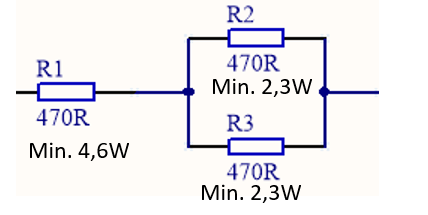 R2
470R
Min. 2,3W
R1
470R
Min. 4,6W
R3
470R
Min. 2,3W